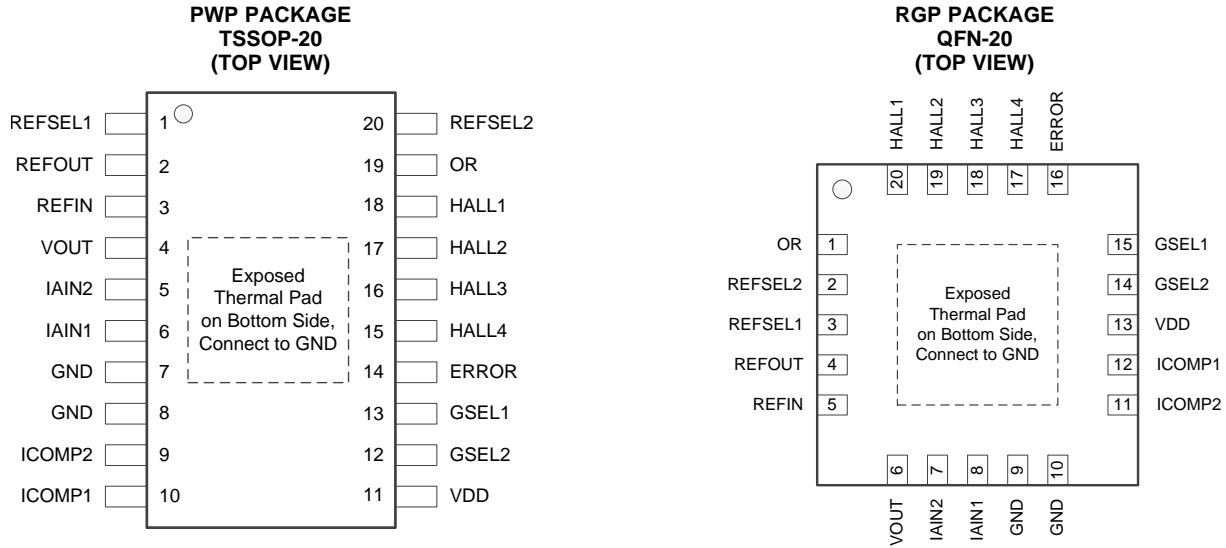 PWP PACKAGE
TSSOP-20
(TOP VIEW)
REFSEL1 1 20 REFSEL2
REFOUT 2 19 OR
REFIN 3 18 HALL1
VOUT 4 17 HALL2
IAIN2 5 16 HALL3
IAIN1 6 15 HALL4
GND 7 14 ERROR
GND 8 13 GSEL1
ICOMP2 9 12 GSEL2
ICOMP1 10 11 VDD
Exposed
Thermal Pad
on Bottom Side,
Connect to GND
RGP PACKAGE
QFN-20
(TOP VIEW)
HALL1 HALL2 HALL3 HALL4 ERROR
20 19 18 17 16
OR 1 15 GSEL1
REFSEL2 2 14 GSEL2
REFSEL1 3 13 VDD
REFOUT 4 12 ICOMP1
REFIN 5 11 ICOMP2
Exposed
Thermal Pad
on Bottom Side,
Connect to GND
6 7 8 9 10
VOUT IAIN2 IAIN1 GND GND